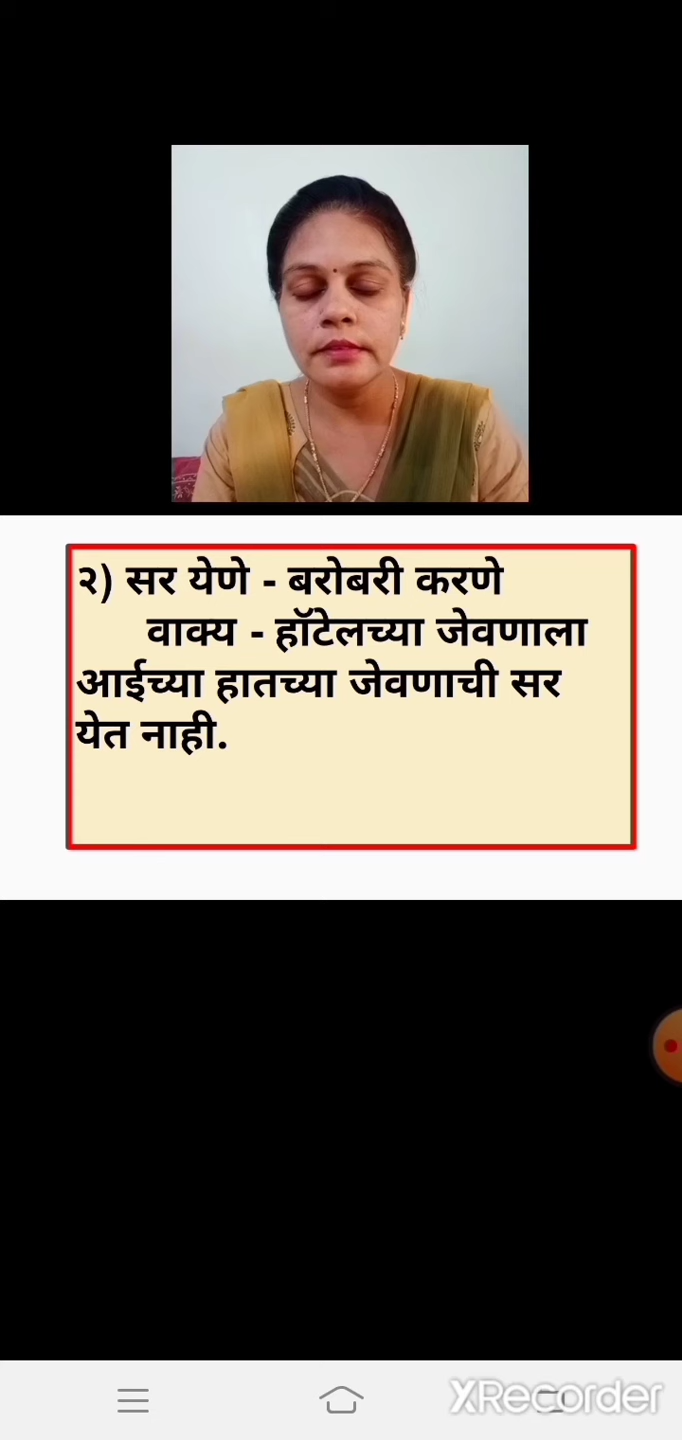 २) सर येणे - बरोबरी करणे
वाक्य - हॉटेलच्या जेवणाला
आईच्या हातच्या जेवणाची सर
येत नाही.
XRecorder